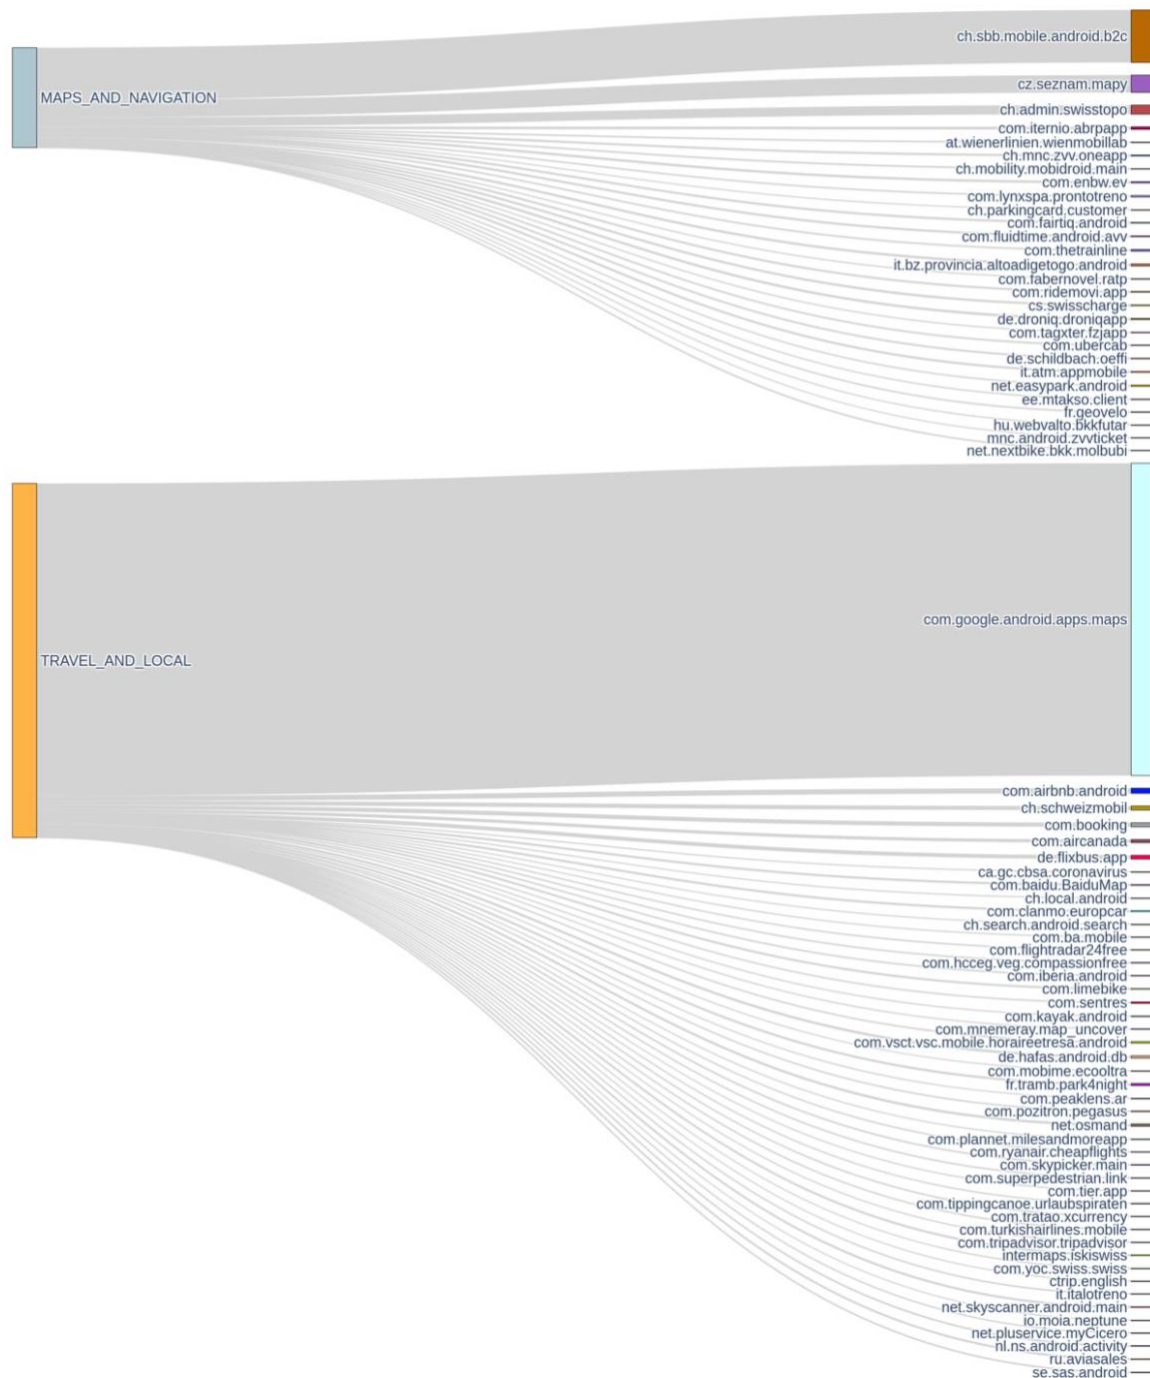 ch.sbb.mobile.android.b2c
MAPS_AND_NAVIGATION
cz.seznam.mapy
ch.admin.swisstopo
com.iternio.abrpapp
at.wienerlinien.wienmobillab
ch.mnc.zvv.oneapp
ch.mobility.mobidroid.main
com.enbw.ev
com.lynxspa.prontotreno
ch.parkingcard.customer
com.fairtiq.android
com.fluidtime.android.avv
com.thetrainline
it.bz.provincia.altoadigetogo.android
com.fabernovel.ratp
com.ridemovi.app
cs.swisscharge
de.droniq.droniqapp
com.tagxter.fzjapp
com.ubercab
de.schildbach.oeffi
it.atm.appmobile
net.easypark.android
ee.mtakso.client
fr.geovelo
hu.webvalto.bkkfutar
mnc.android.zvvticket
net.nextbike.bkk.molbubi
com.google.android.apps.maps
TRAVEL_AND_LOCAL
com.airbnb.android
ch.schweizmobil
com.booking
com.aircanada
de.flixbus.app
ca.gc.cbsa.coronavirus
com.baidu.BaiduMap
ch.local.android
com.clanmo.europcar
ch.search.android.search
com.ba.mobile
com.flightradar24free
com.hcceg.veg.compassionfree
com.iberia.android
com.limebike
com.sentres
com.kayak.android
com.mnemeray.map_uncover
com.vsct.vsc.mobile.horaireetresa.android
de.hafas.android.db
com.mobime.ecooltra
fr.tramb.park4night
com.peaklens.ar
com.pozitron.pegasus
net.osmand
com.plannet.milesandmoreapp
com.ryanair.cheapflights
com.skypicker.main
com.superpedestrian.link
com.tier.app
com.tippingcanoe.urlaubspiraten
com.tratao.xcurrency
com.turkishairlines.mobile
com.tripadvisor.tripadvisor
intermaps.iskiswiss
com.yoc.swiss.swiss
ctrip.english
it.italotreno
net.skyscanner.android.main
io.moia.neptune
net.pluservice.myCicero
nl.ns.android.activity
ru.aviasales
se.sas.android